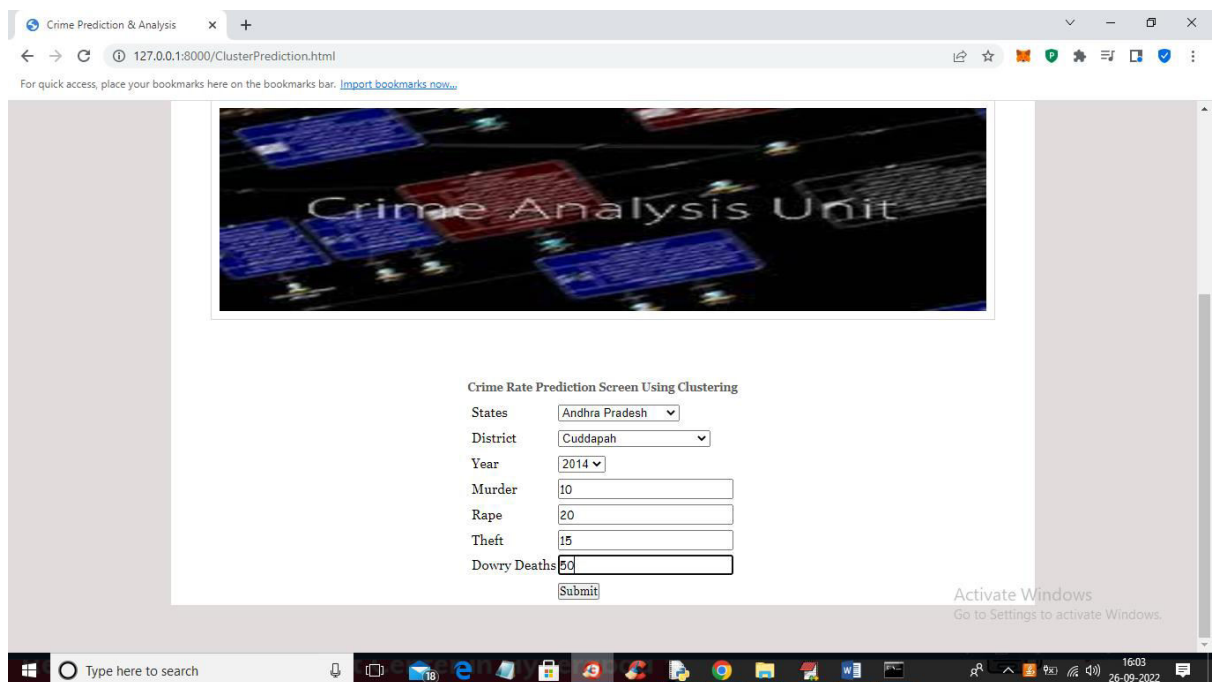 Crime Prediction & Analysis
127.0.0.1:8000/ClusterPrediction.html
For quick access, place your bookmarks here on the bookmarks bar. Import bookmarks now...
Crime Analysis Unit
Crime Rate Prediction Screen Using Clustering
States Andhra Pradesh
District Cuddapah
Year 2014
Murder 10
Rape 20
Theft 15
Dowry Deaths 50
Submit
Activate Windows
Go to Settings to activate Windows.
Type here to search
18
16:03
26-09-2022